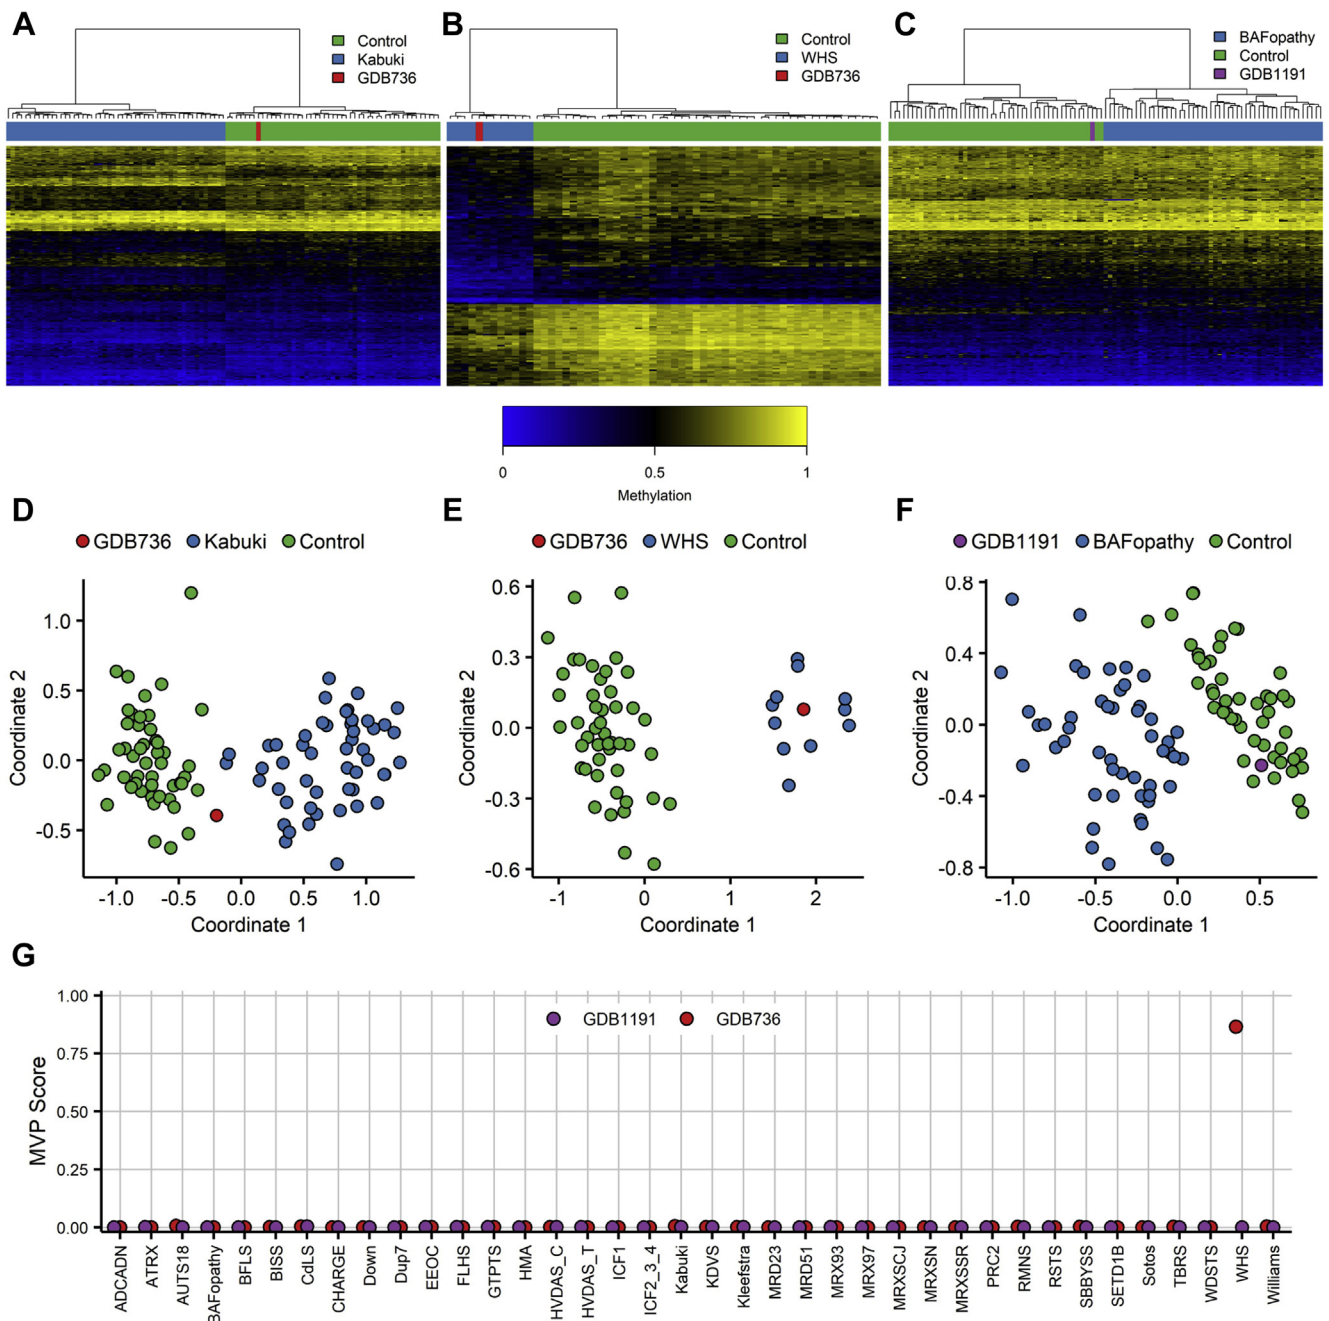 A
Control
Kabuki
GDB736
B
Control
WHS
GDB736
C
BAFopathy
Control
GDB1191
0
0.5
1
Methylation
D
GDB736 Kabuki Control
1.0
0.5
0.0
-0.5
Coordinate 2
-1.0 -0.5 0.0 0.5 1.0
Coordinate 1
E
GDB736 WHS Control
0.6
0.3
0.0
-0.3
-0.6
Coordinate 2
-1 0 1 2
Coordinate 1
F
GDB1191 BAFopathy Control
0.8
0.4
0.0
-0.4
-0.8
Coordinate 2
-1.0 -0.5 0.0 0.5
Coordinate 1
G
GDB1191 GDB736
1.00
0.75
0.50
0.25
0.00
MVP Score
ADCADN
ATRX
AUTS18
BAFopathy
BFLS
BISS
CdLS
CHARGE
Down
Dup7
EEOC
FLHS
GTPTS
HMA
HVDAS_C
HVDAS_T
ICF1
ICF2_3_4
Kabuki
KDVS
Kleefstra
MRD23
MRD51
MRX93
MRX97
MRXSCJ
MRXSN
MRXSSR
PRC2
RMNS
RSTS
SBBYSS
SETD1B
Sotos
TBRS
WDSTS
WHS
Williams